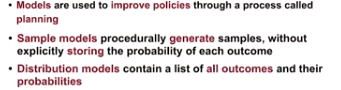 • Models are used to improve policies through a process called
planning
• Sample models procedurally generate samples, without
explicitly storing the probability of each outcome
• Distribution models contain a list of all outcomes and their
probabilities